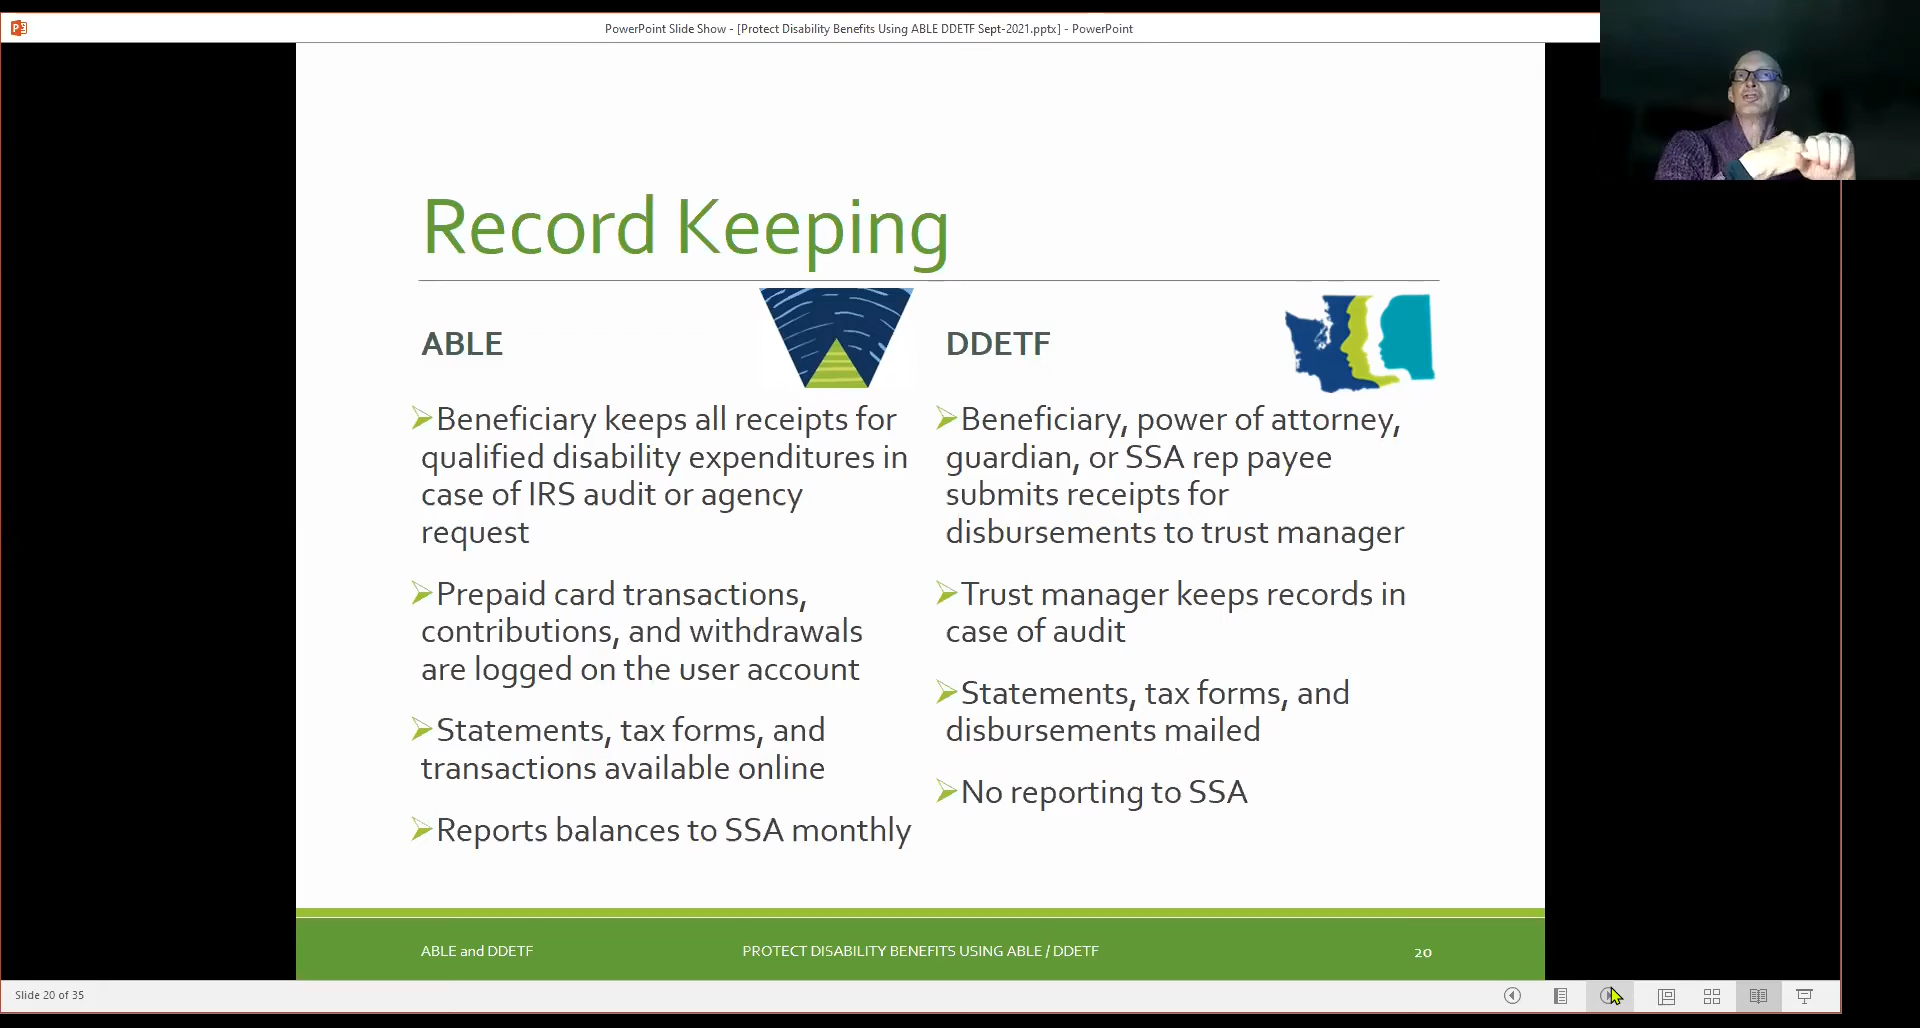 PowerPoint Slide Show - [Protect Disability Benefits Using ABLE DDETF Sept-2021.pptx] - PowerPoint
Record Keeping
ABLE
Beneficiary keeps all receipts for
qualified disability expenditures in
case of IRS audit or agency
request
Prepaid card transactions,
contributions, and withdrawals
are logged on the user account
Statements, tax forms, and
transactions available online
Reports balances to SSA monthly
DDETF
Beneficiary, power of attorney,
guardian, or SSA rep payee
submits receipts for
disbursements to trust manager
Trust manager keeps records in
case of audit
Statements, tax forms, and
disbursements mailed
No reporting to SSA
ABLE and DDETF
PROTECT DISABILITY BENEFITS USING ABLE / DDETF
20
Slide 20 of 35